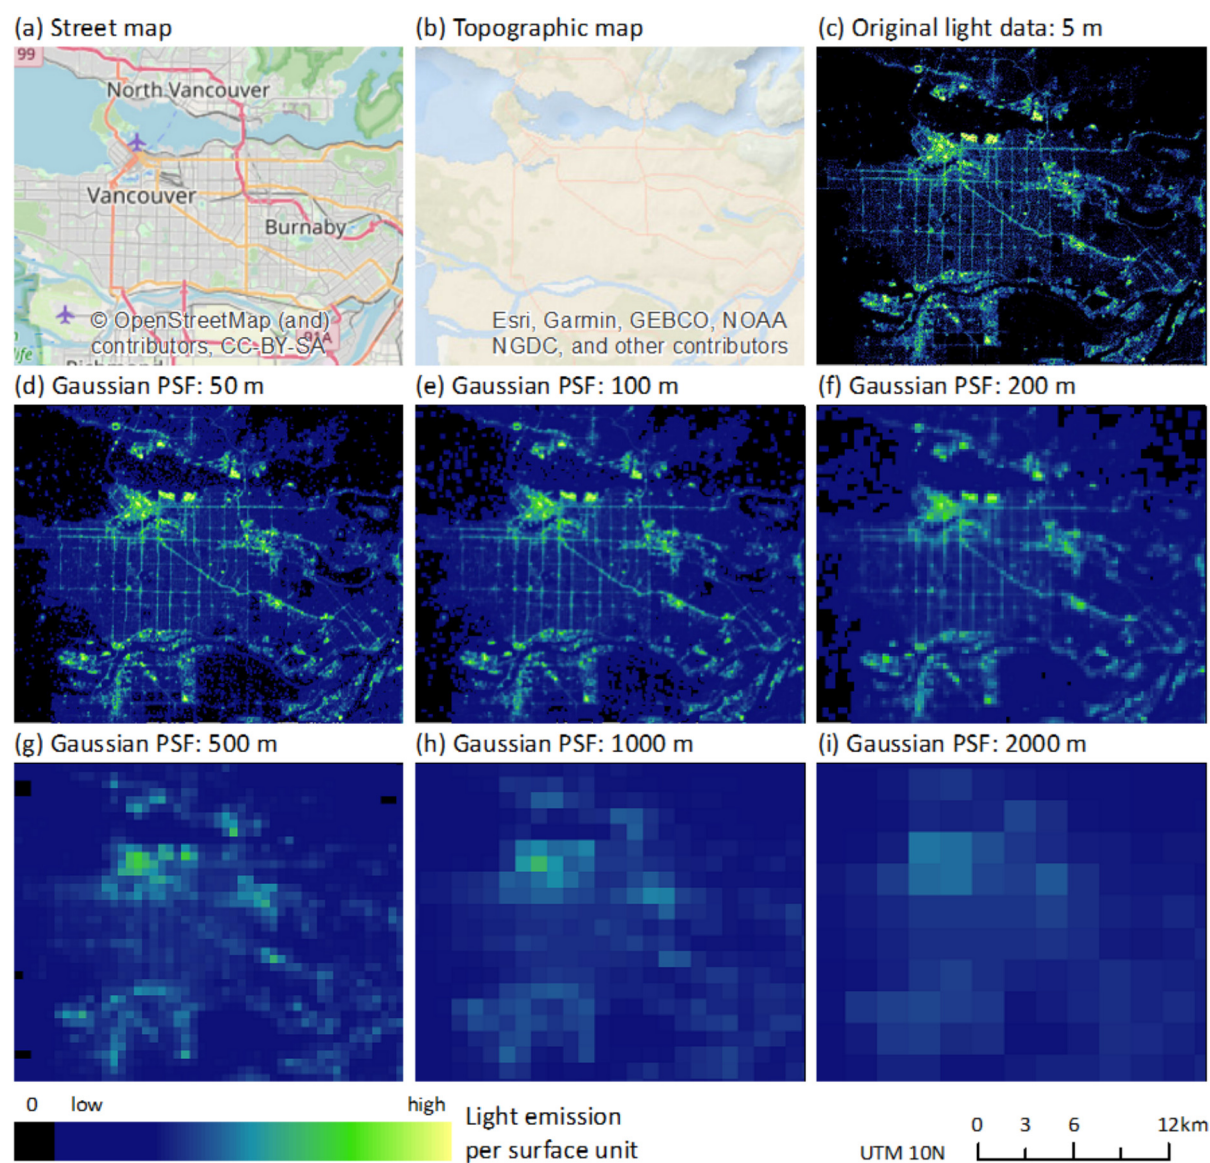 (a) Street map
(b) Topographic map
(c) Original light data: 5 m
99
North Vancouver
Vancouver
Burnaby
© OpenStreetMap (and)
contributors, CC-BY-SA
91A
Richmond
Esri, Garmin, GEBCO, NOAA
NGDC, and other contributors
(d) Gaussian PSF: 50 m
(e) Gaussian PSF: 100 m
(f) Gaussian PSF: 200 m
(g) Gaussian PSF: 500 m
(h) Gaussian PSF: 1000 m
(i) Gaussian PSF: 2000 m
0 low high
Light emission
per surface unit
0 3 6 12km
UTM 10N